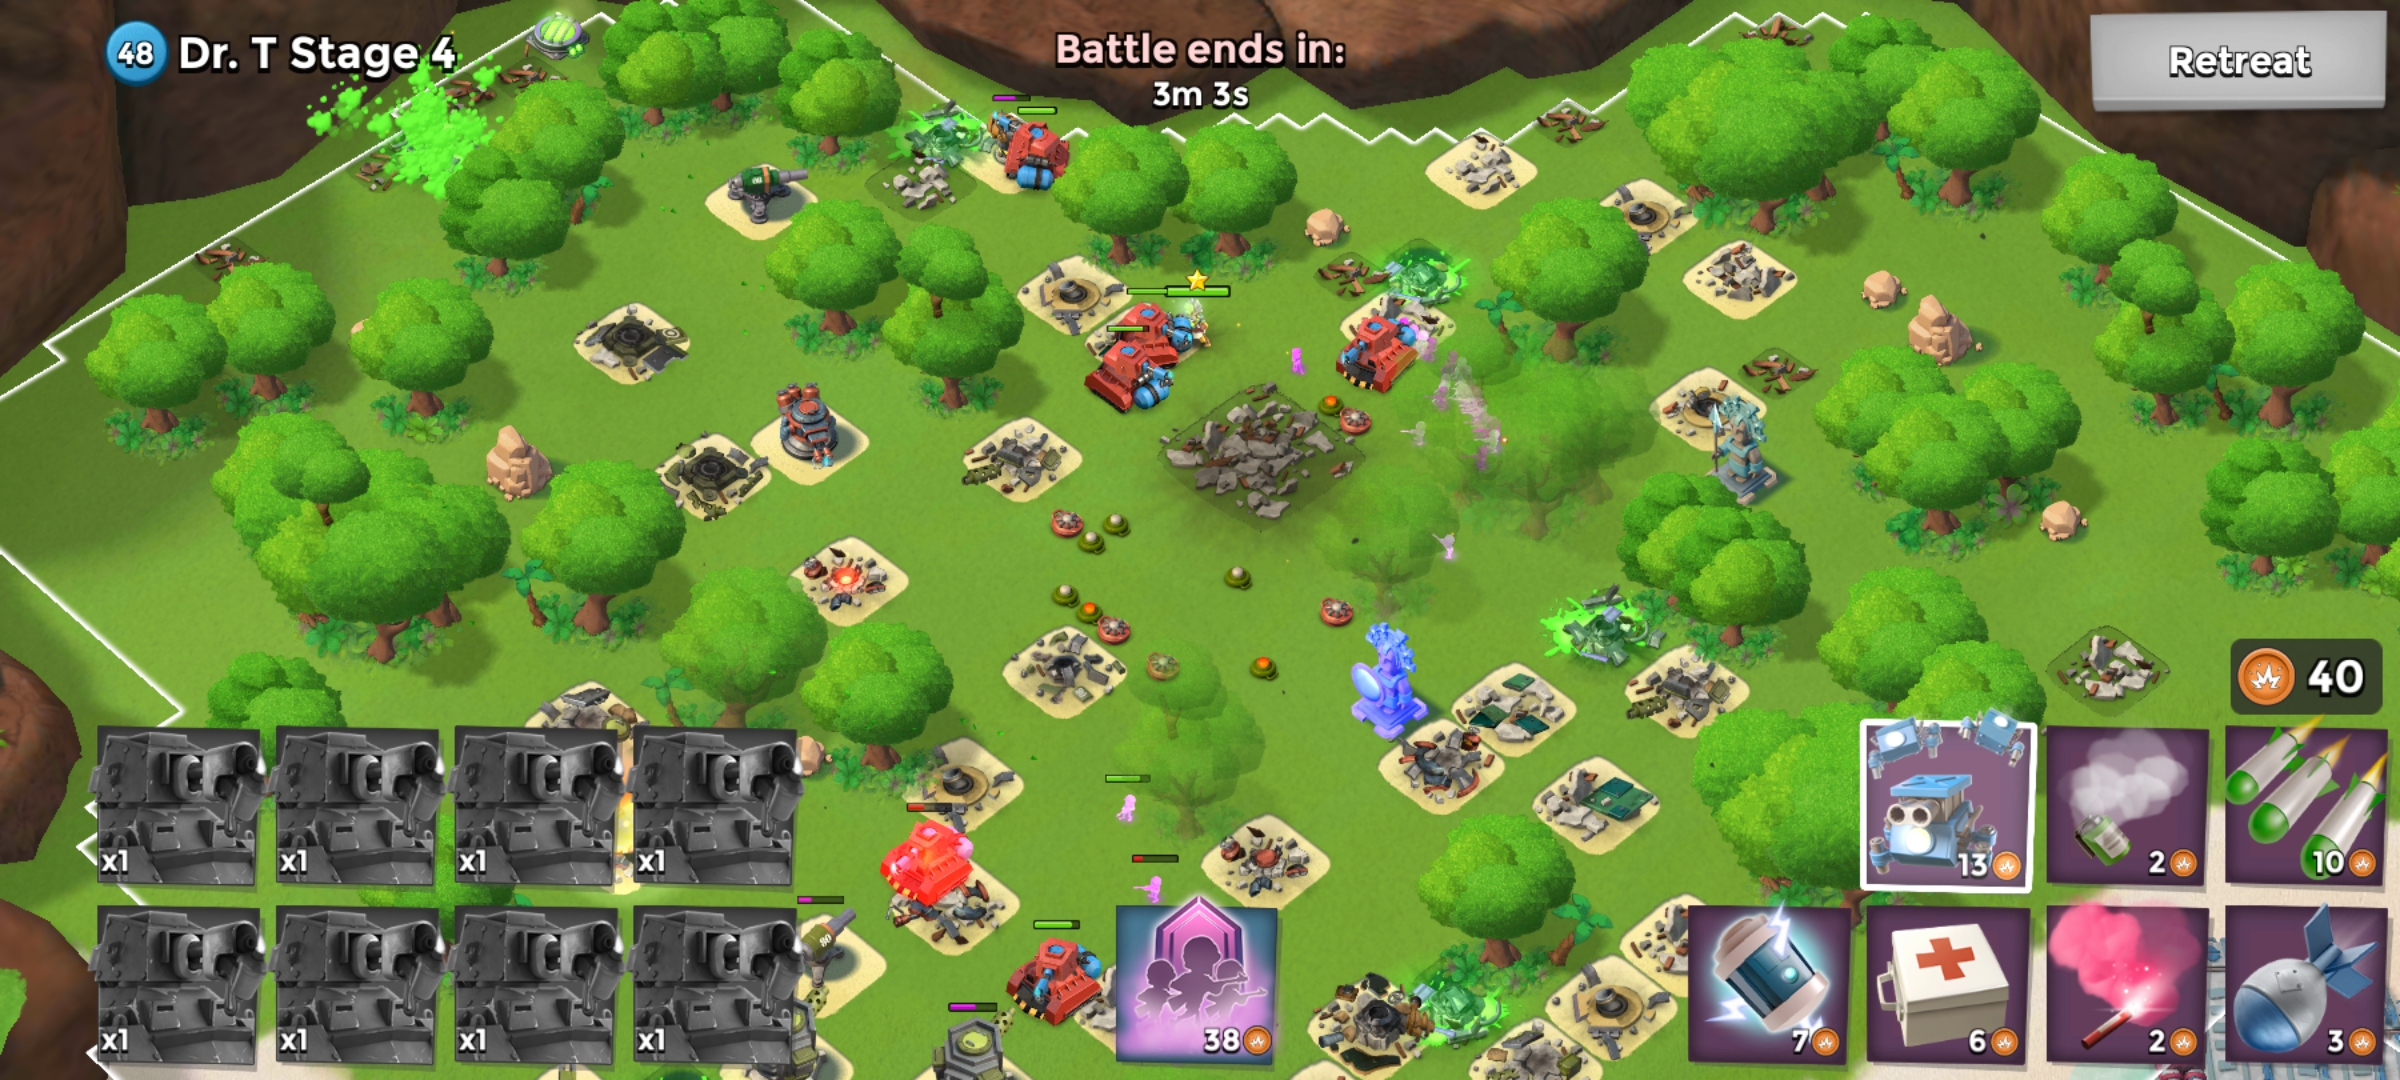 48 Dr. T Stage 4
Battle ends in:
3m 3s
Retreat
40
x1 x1 x1 x1
13 2 10
x1 x1 x1 x1
38 7 6 2 3